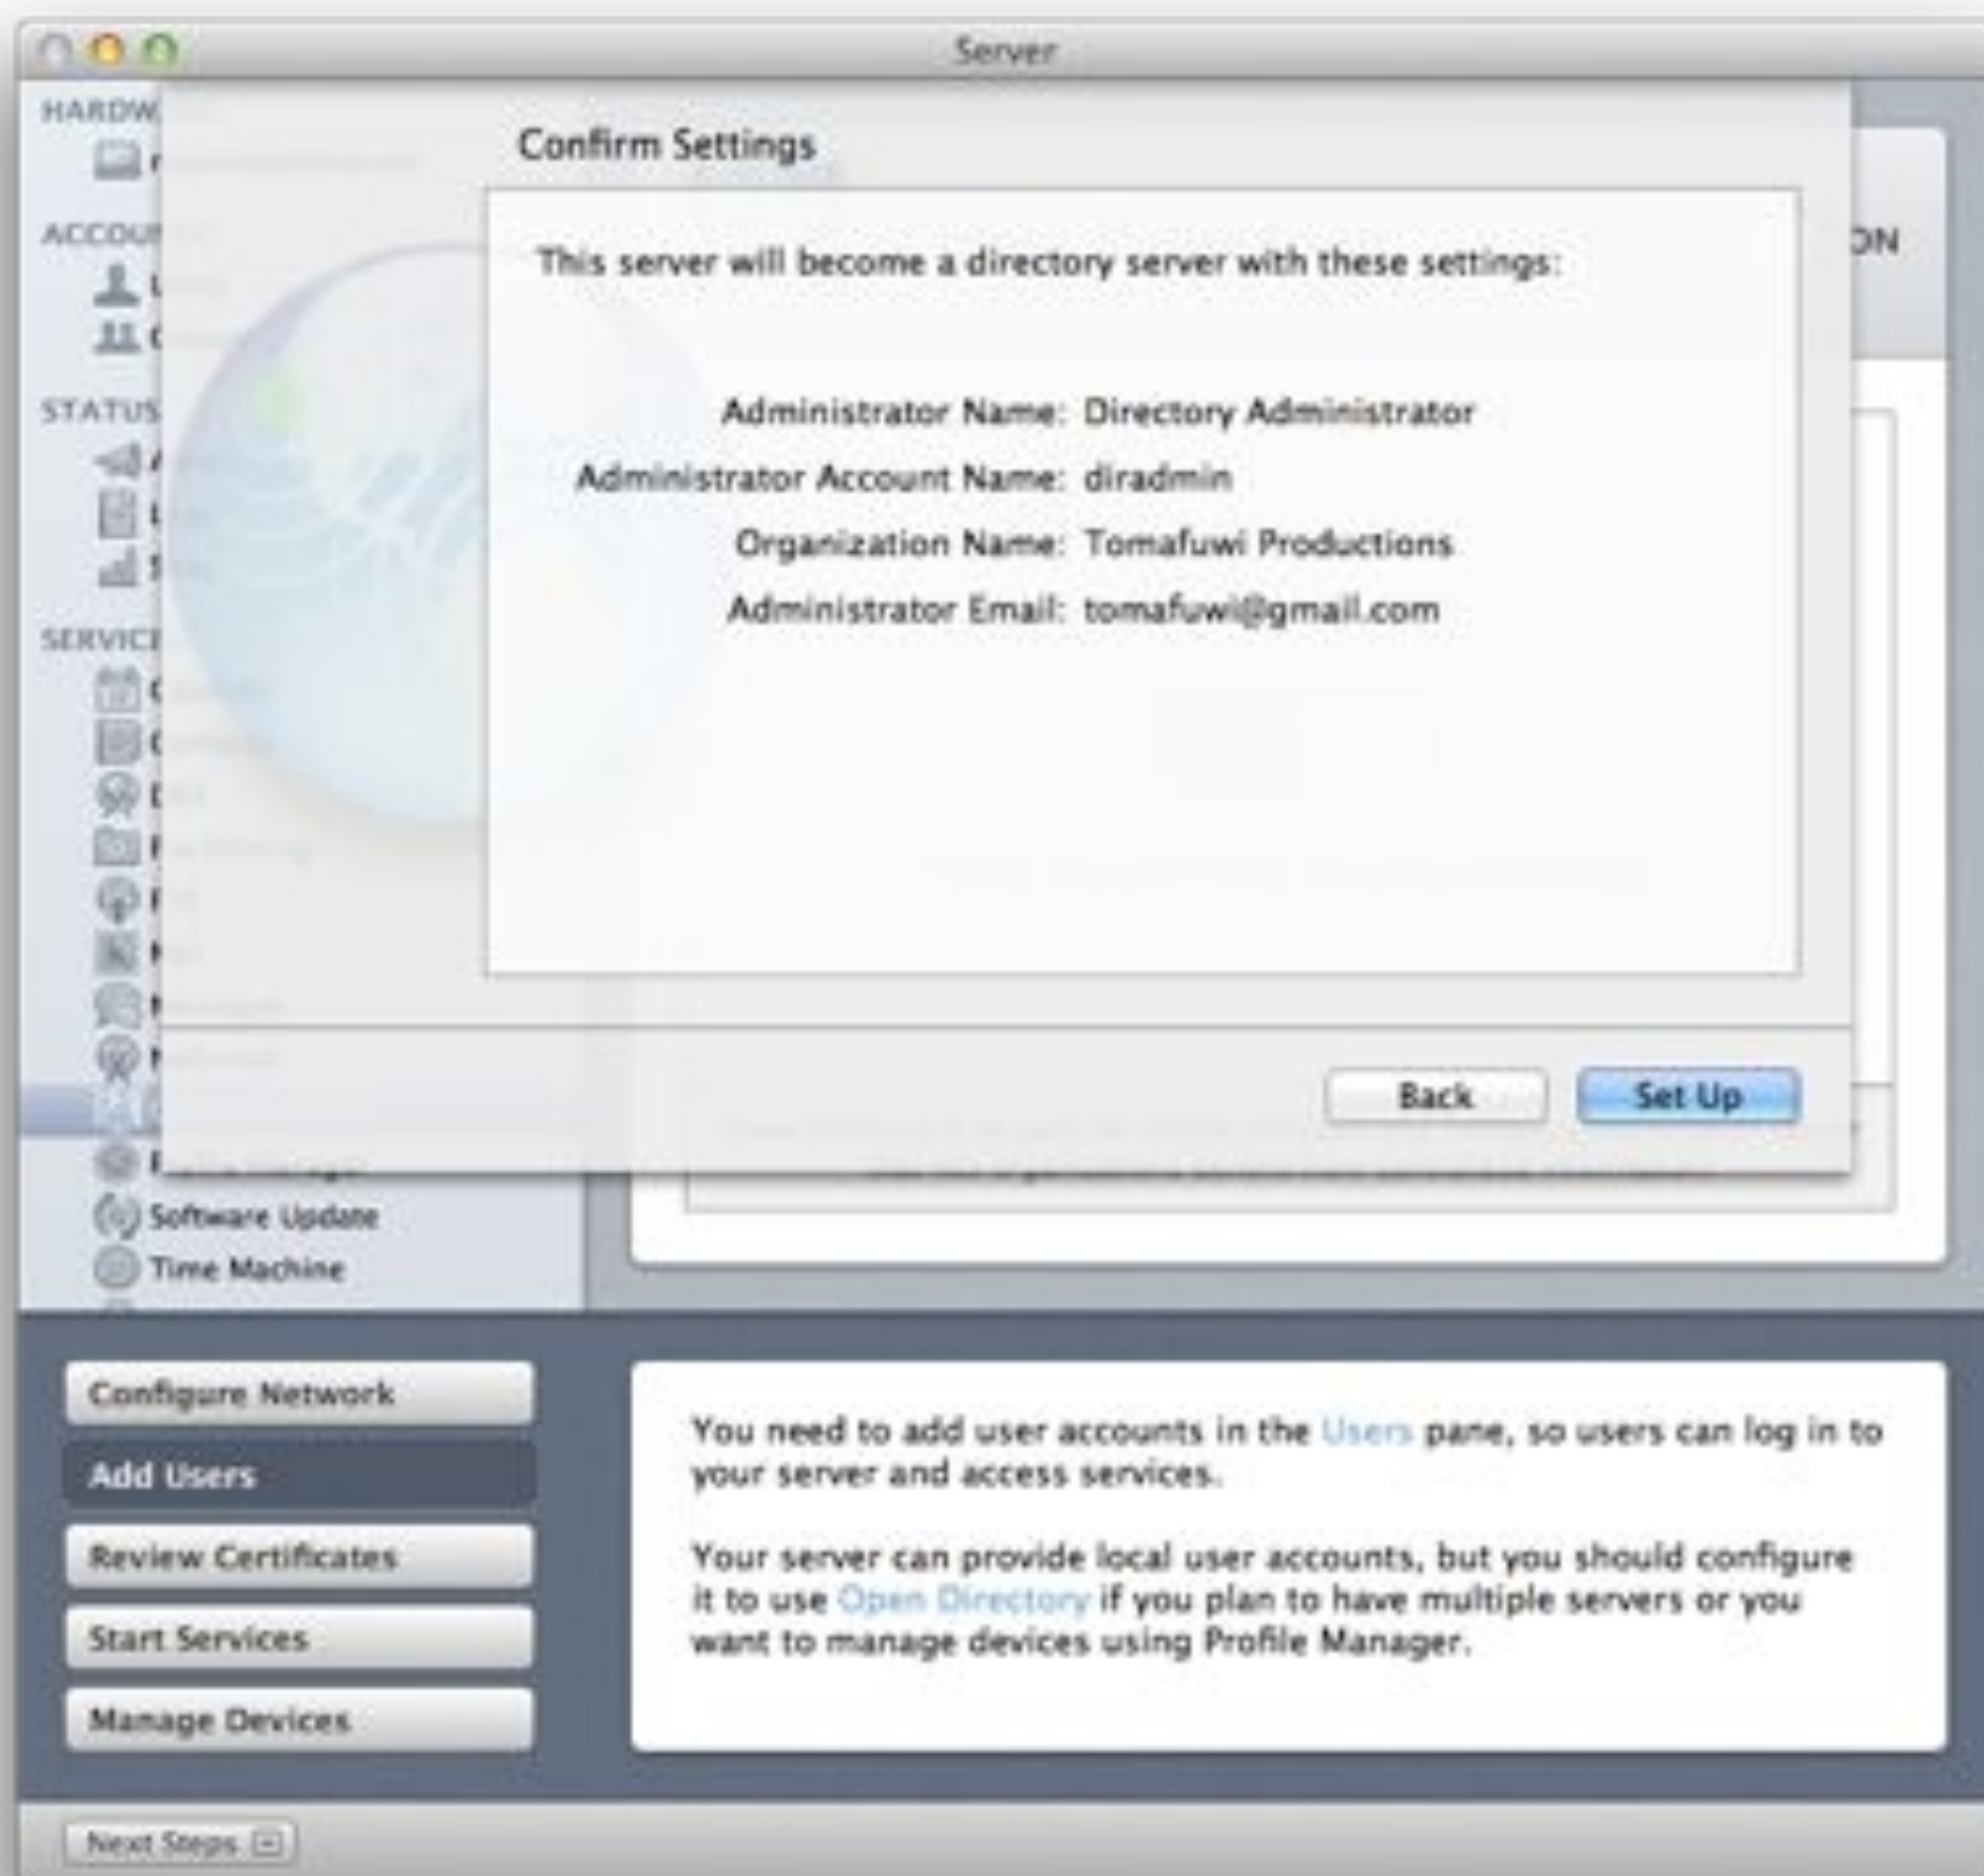 Server
HARDW
ACCOU
STATUS
SERVICE
Software Update
Time Machine
Confirm Settings
This server will become a directory server with these settings:
Administrator Name: Directory Administrator
Administrator Account Name: diradmin
Organization Name: Tomafuwi Productions
Administrator Email: tomafuwi@gmail.com
ON
Back
Set Up
Configure Network
Add Users
Review Certificates
Start Services
Manage Devices
You need to add user accounts in the Users pane, so users can log in to
your server and access services.
Your server can provide local user accounts, but you should configure
it to use Open Directory if you plan to have multiple servers or you
want to manage devices using Profile Manager.
Next Steps